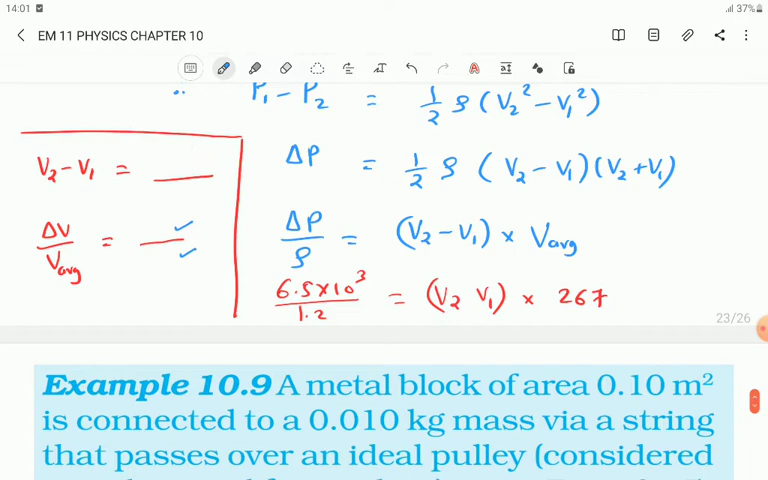 14:01 37%
EM 11 PHYSICS CHAPTER 10
∴ P₁ - P₂ = 1/2 ρ (V₂² - V₁²)
V₂ - V₁ = ___
ΔP = 1/2 ρ (V₂ - V₁)(V₂ + V₁)
ΔV/Vavg = ___
ΔP/ρ = (V₂ - V₁) × Vavg
6.5×10³/1.2 = (V₂ V₁) × 267
23/26
Example 10.9 A metal block of area 0.10 m²
is connected to a 0.010 kg mass via a string
that passes over an ideal pulley (considered